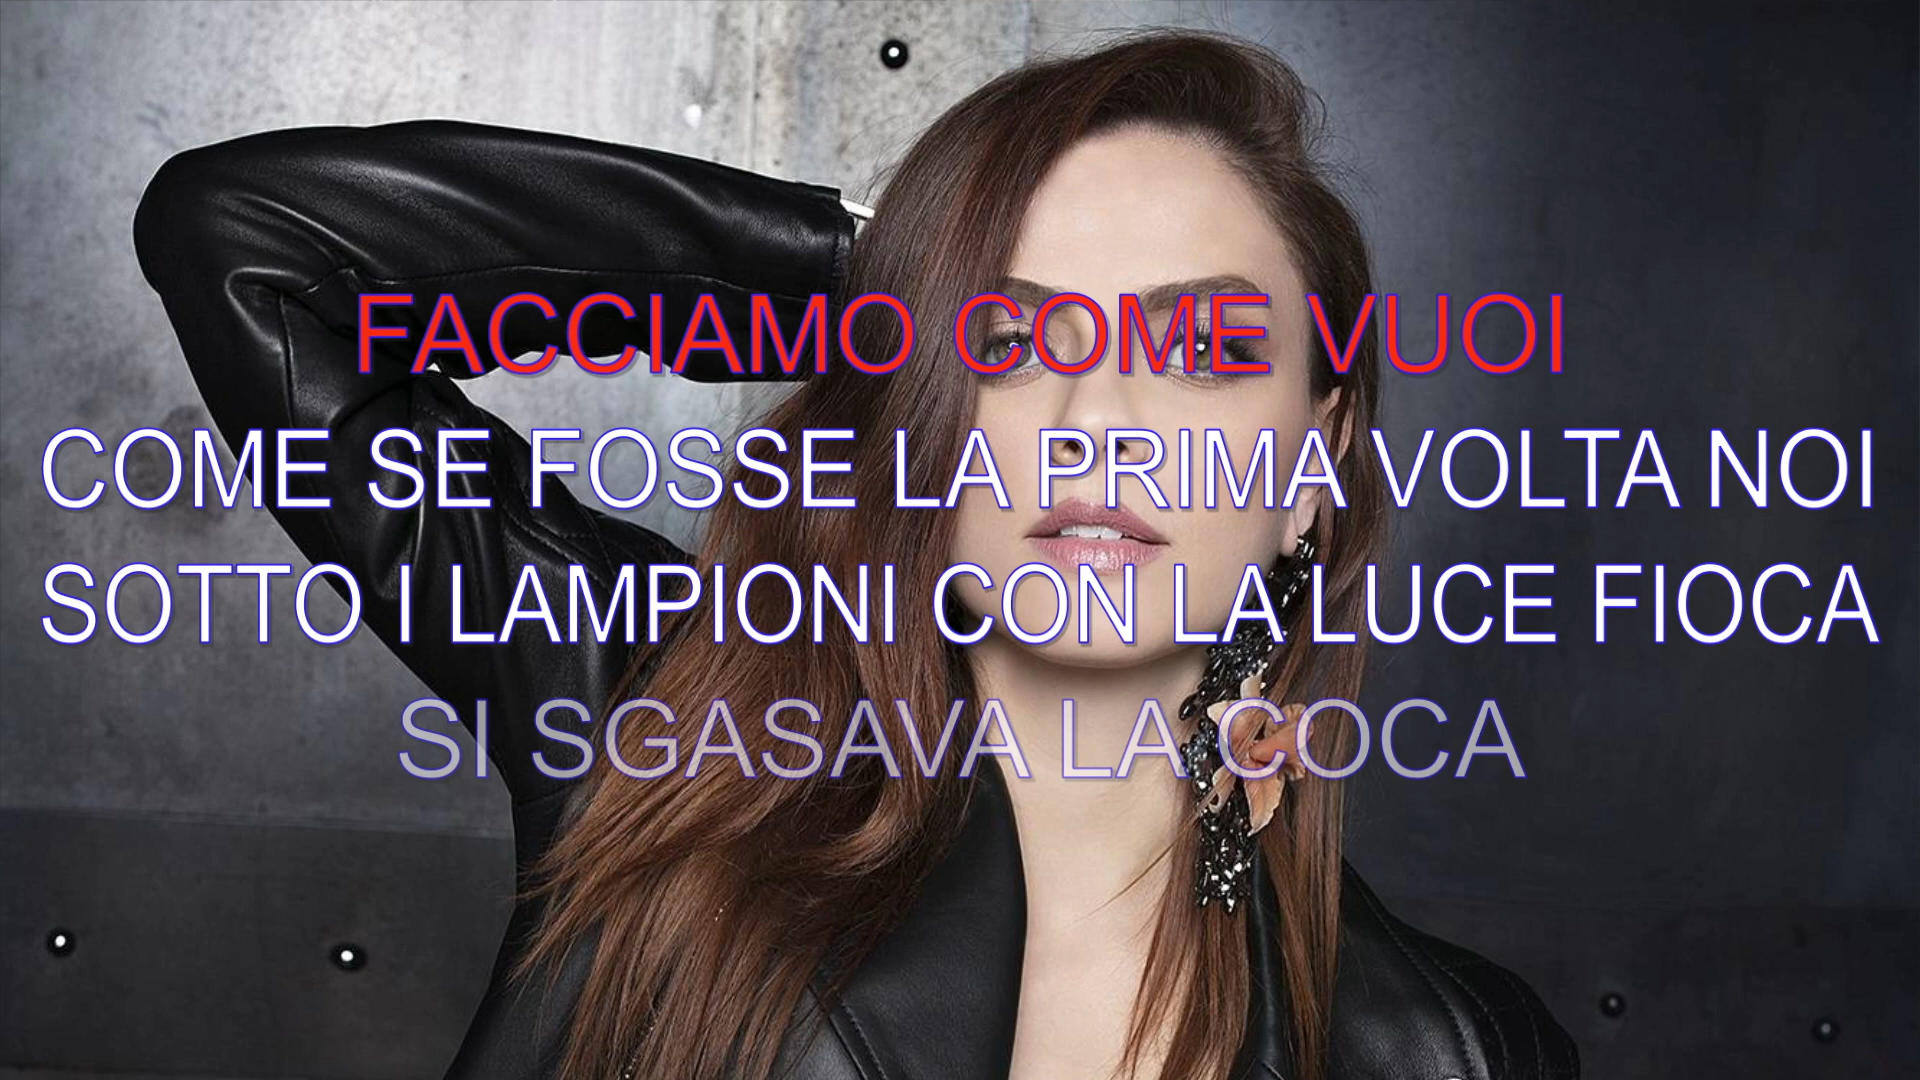 FACCIAMO COME VUOI
COME SE FOSSE LA PRIMA VOLTA NOI
SOTTO I LAMPIONI CON LA LUCE FIOCA
SI SGASAVA LA COCA